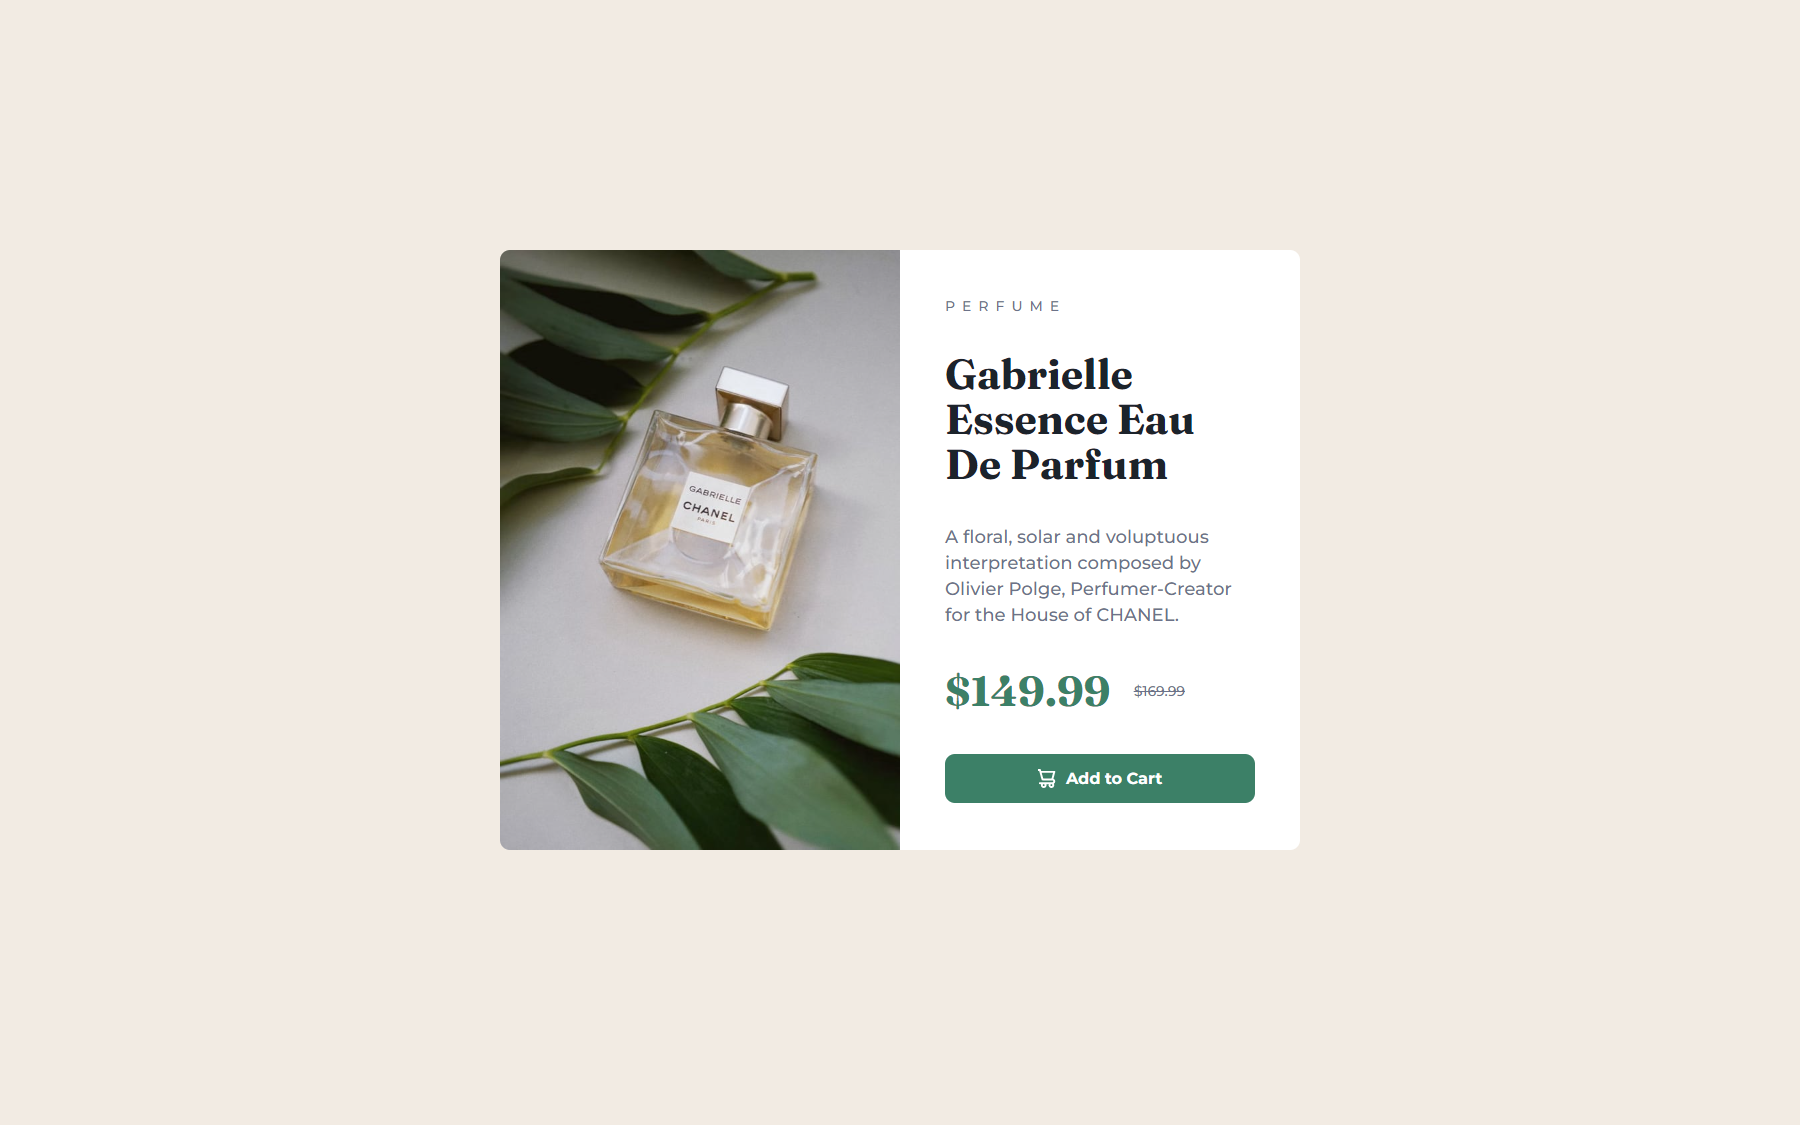 GABRIELLE
CHANEL
PARIS
PERFUME
Gabrielle
Essence Eau
De Parfum
A floral, solar and voluptuous
interpretation composed by
Olivier Polge, Perfumer-Creator
for the House of CHANEL.
$149.99 $169.99
Add to Cart